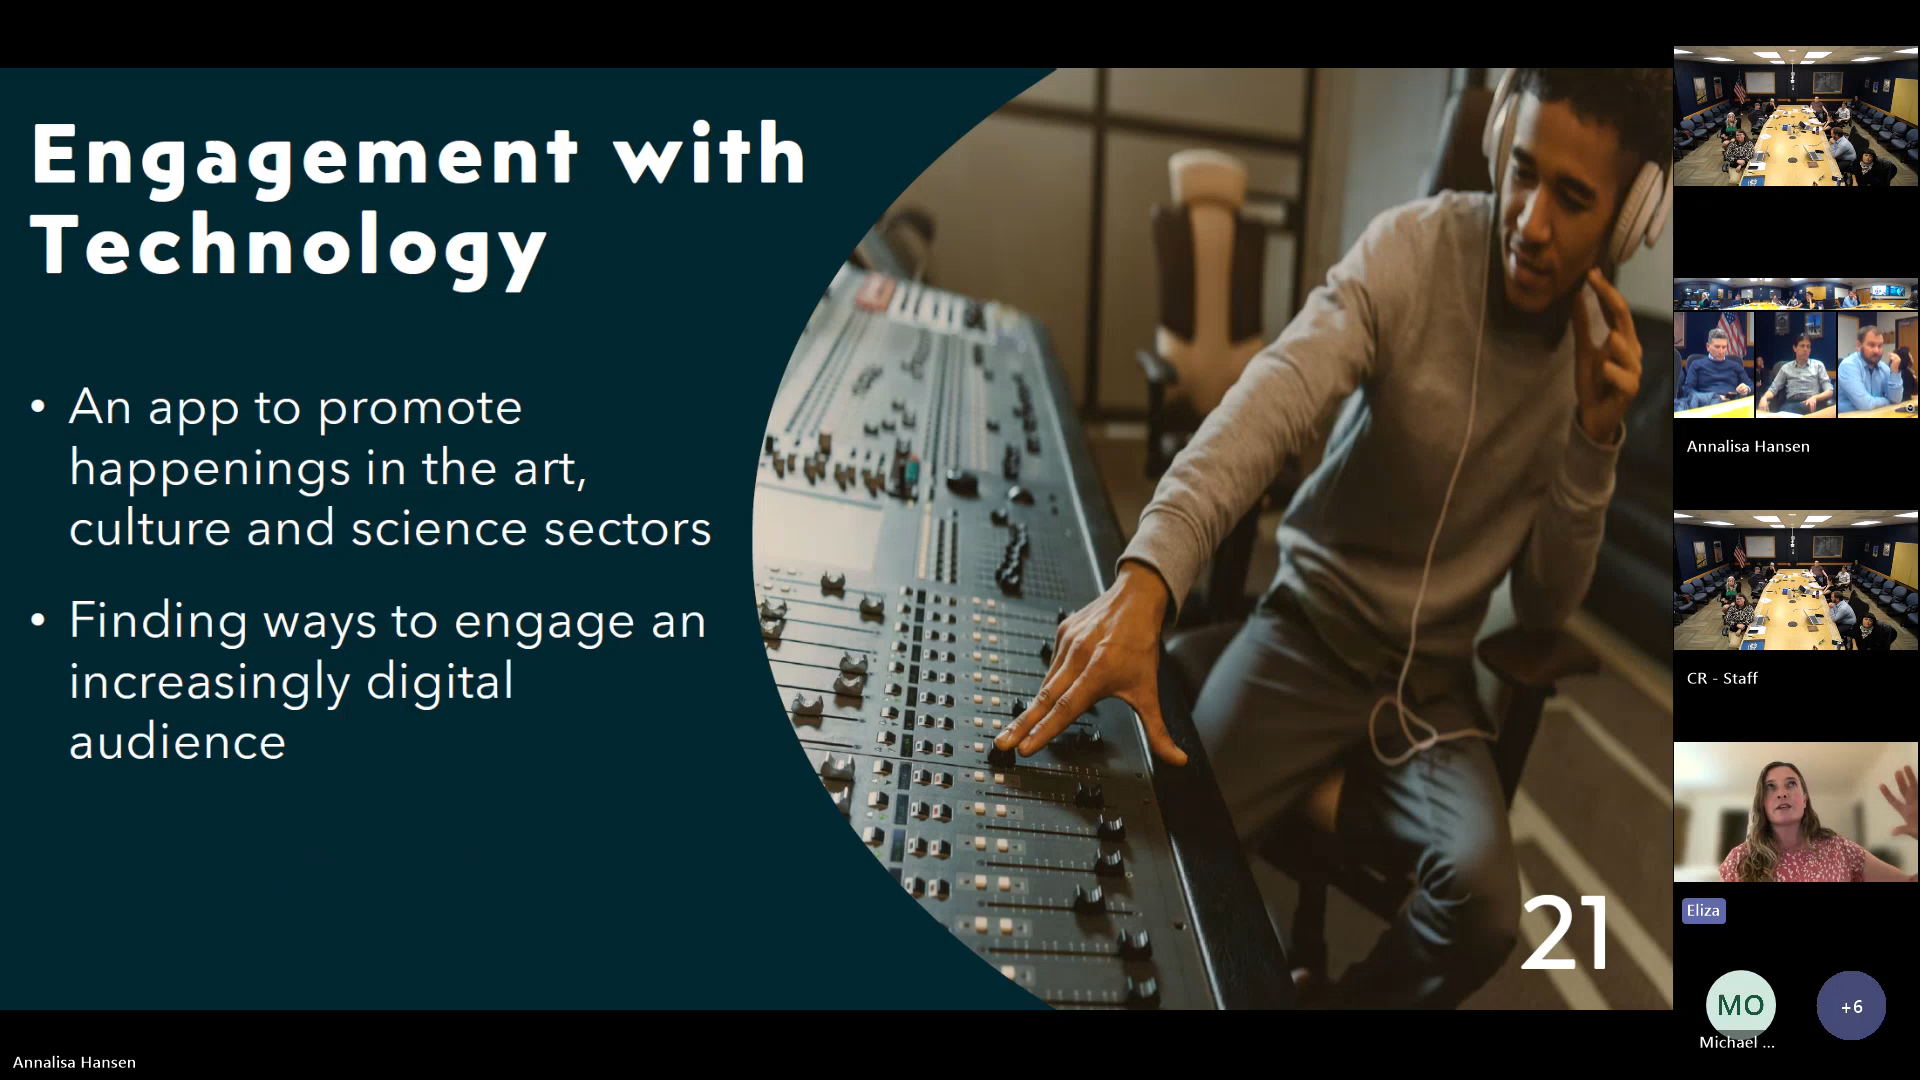 Engagement with
Technology
• An app to promote
happenings in the art,
culture and science sectors
• Finding ways to engage an
increasingly digital
audience
21
Annalisa Hansen
CR - Staff
Eliza
MO
+6
Michael ...
Annalisa Hansen